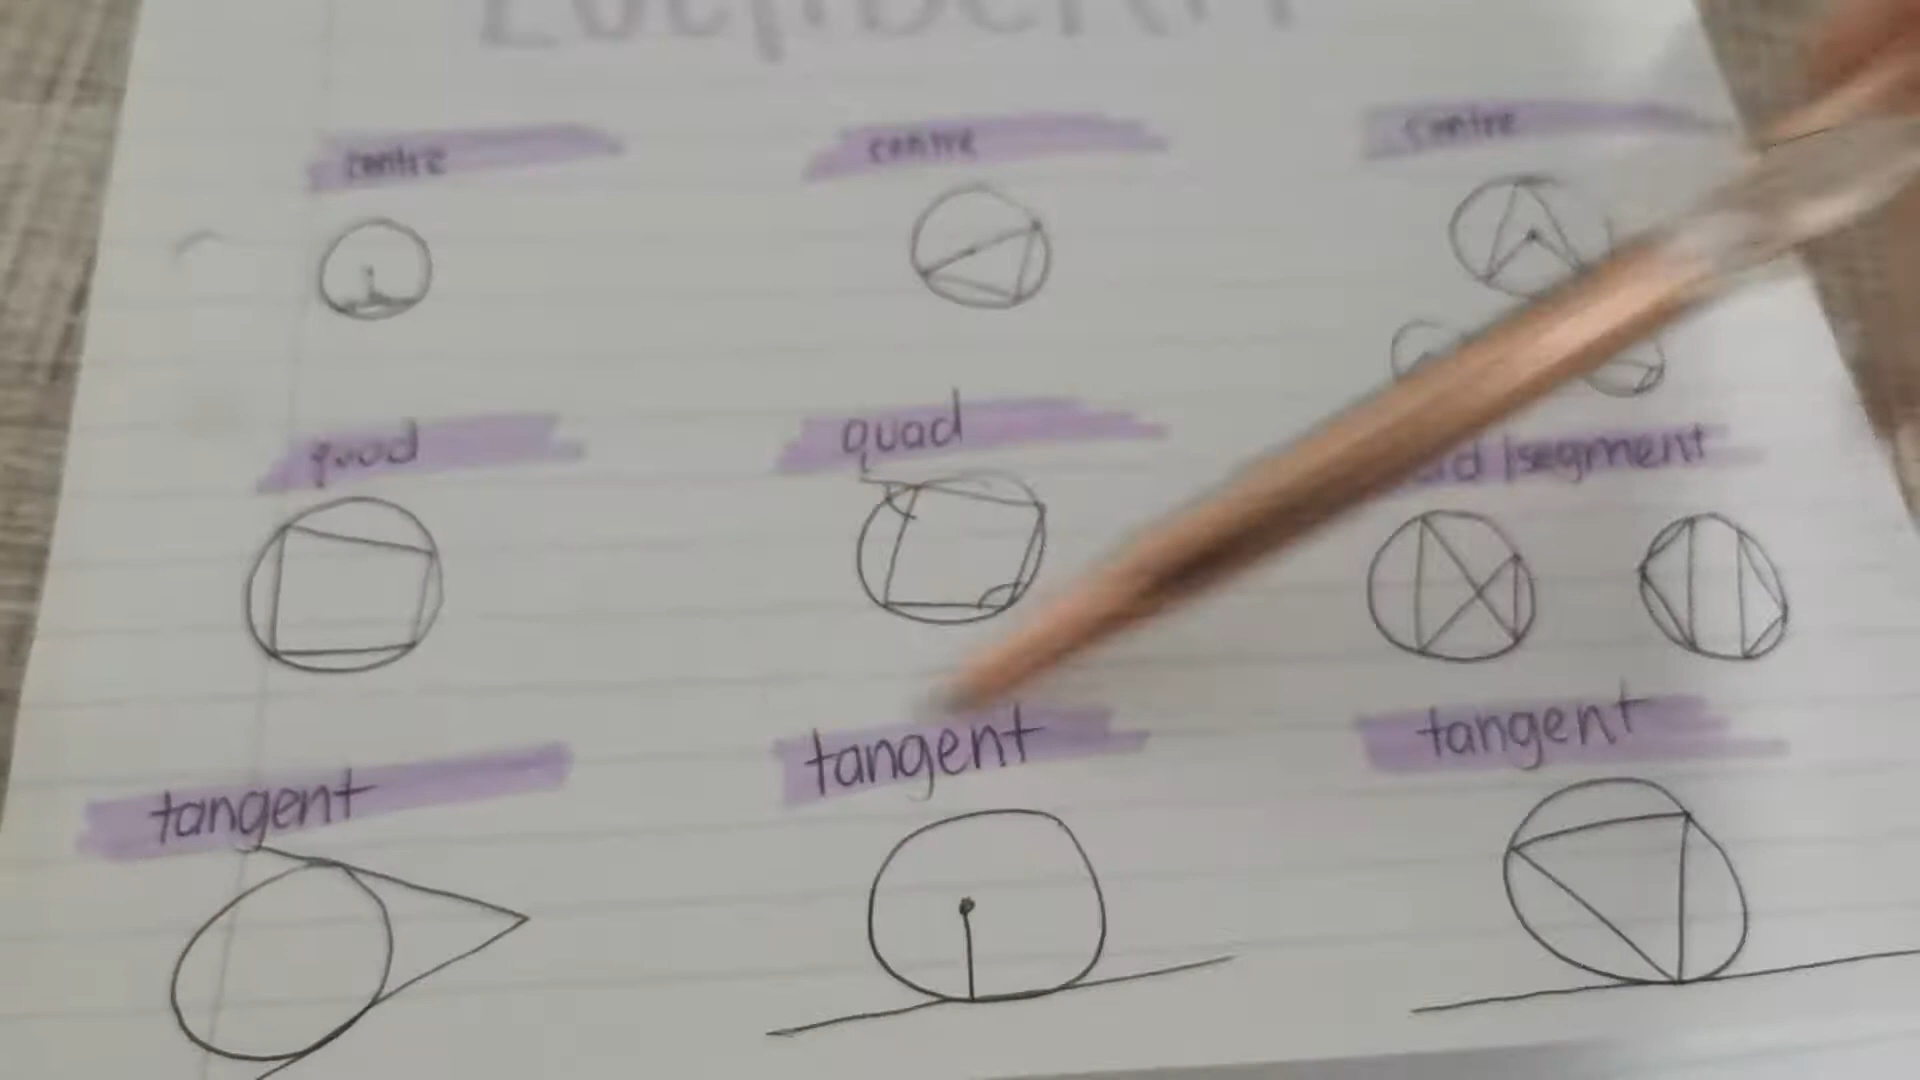 centre
centre
centre
quad
quad
segment
tangent
tangent
tangent